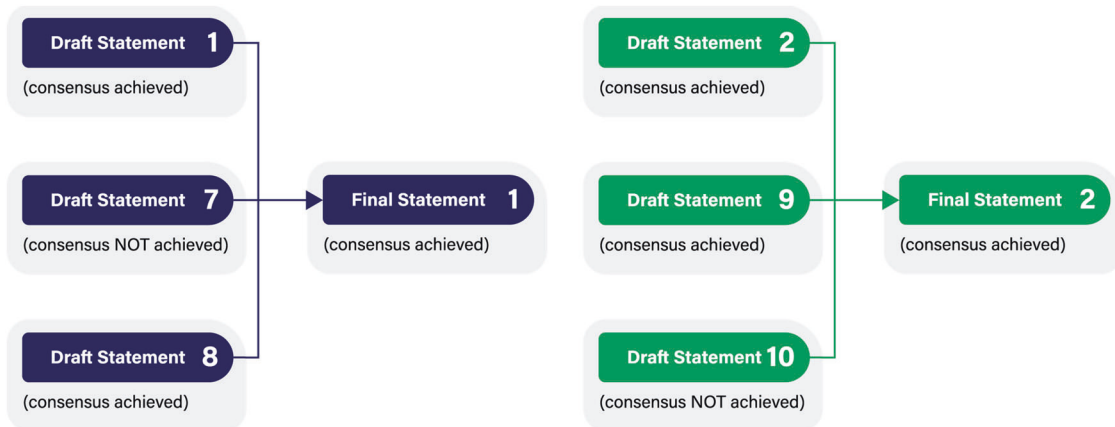 Draft Statement 1
(consensus achieved)
Draft Statement 7
(consensus NOT achieved)
Draft Statement 8
(consensus achieved)
Final Statement 1
(consensus achieved)
Draft Statement 2
(consensus achieved)
Draft Statement 9
(consensus achieved)
Draft Statement 10
(consensus NOT achieved)
Final Statement 2
(consensus achieved)